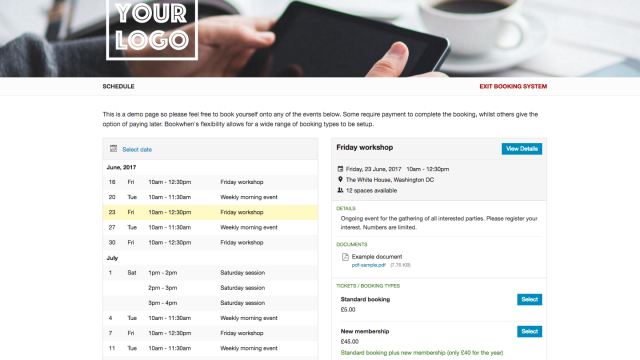 YOUR
LOGO
SCHEDULE
EXIT BOOKING SYSTEM
This is a demo page so please feel free to book yourself onto any of the events below. Some require payment to complete the booking, whilst others give the
option of paying later. Bookwhen's flexibility allows for a wide range of booking types to be setup.
Select date
June, 2017
16 Fri 10am - 12:30pm Friday workshop
20 Tue 10am - 11:30am Weekly morning event
23 Fri 10am - 12:30pm Friday workshop
27 Tue 10am - 11:30am Weekly morning event
30 Fri 10am - 12:30pm Friday workshop
July
1 Sat 1pm - 2pm Saturday session
2pm - 3pm Saturday session
3pm - 4pm Saturday session
4 Tue 10am - 11:30am Weekly morning event
7 Fri 10am - 12:30pm Friday workshop
11 Tue 10am - 11:30am Weekly morning event
Friday workshop
View Details
Friday, 23 June, 2017 10am - 12:30pm
The White House, Washington DC
12 spaces available
DETAILS
Ongoing event for the gathering of all interested parties. Please register your
interest. Numbers are limited.
DOCUMENTS
Example document
pdf-sample.pdf (7.76 KB)
TICKETS / BOOKING TYPES
Standard booking
Select
£5.00
New membership
Select
£45.00
Standard booking plus new membership (only £40 for the year)